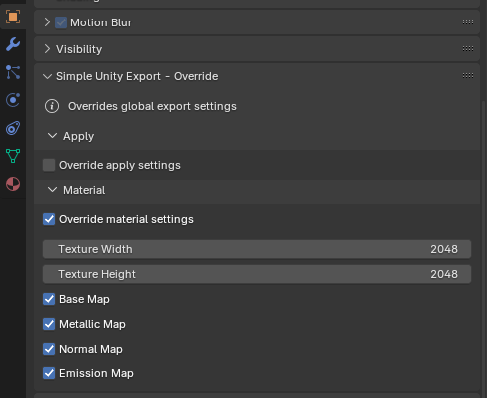 Motion Blur
Visibility
Simple Unity Export - Override
Overrides global export settings
Apply
Override apply settings
Material
Override material settings
Texture Width 2048
Texture Height 2048
Base Map
Metallic Map
Normal Map
Emission Map